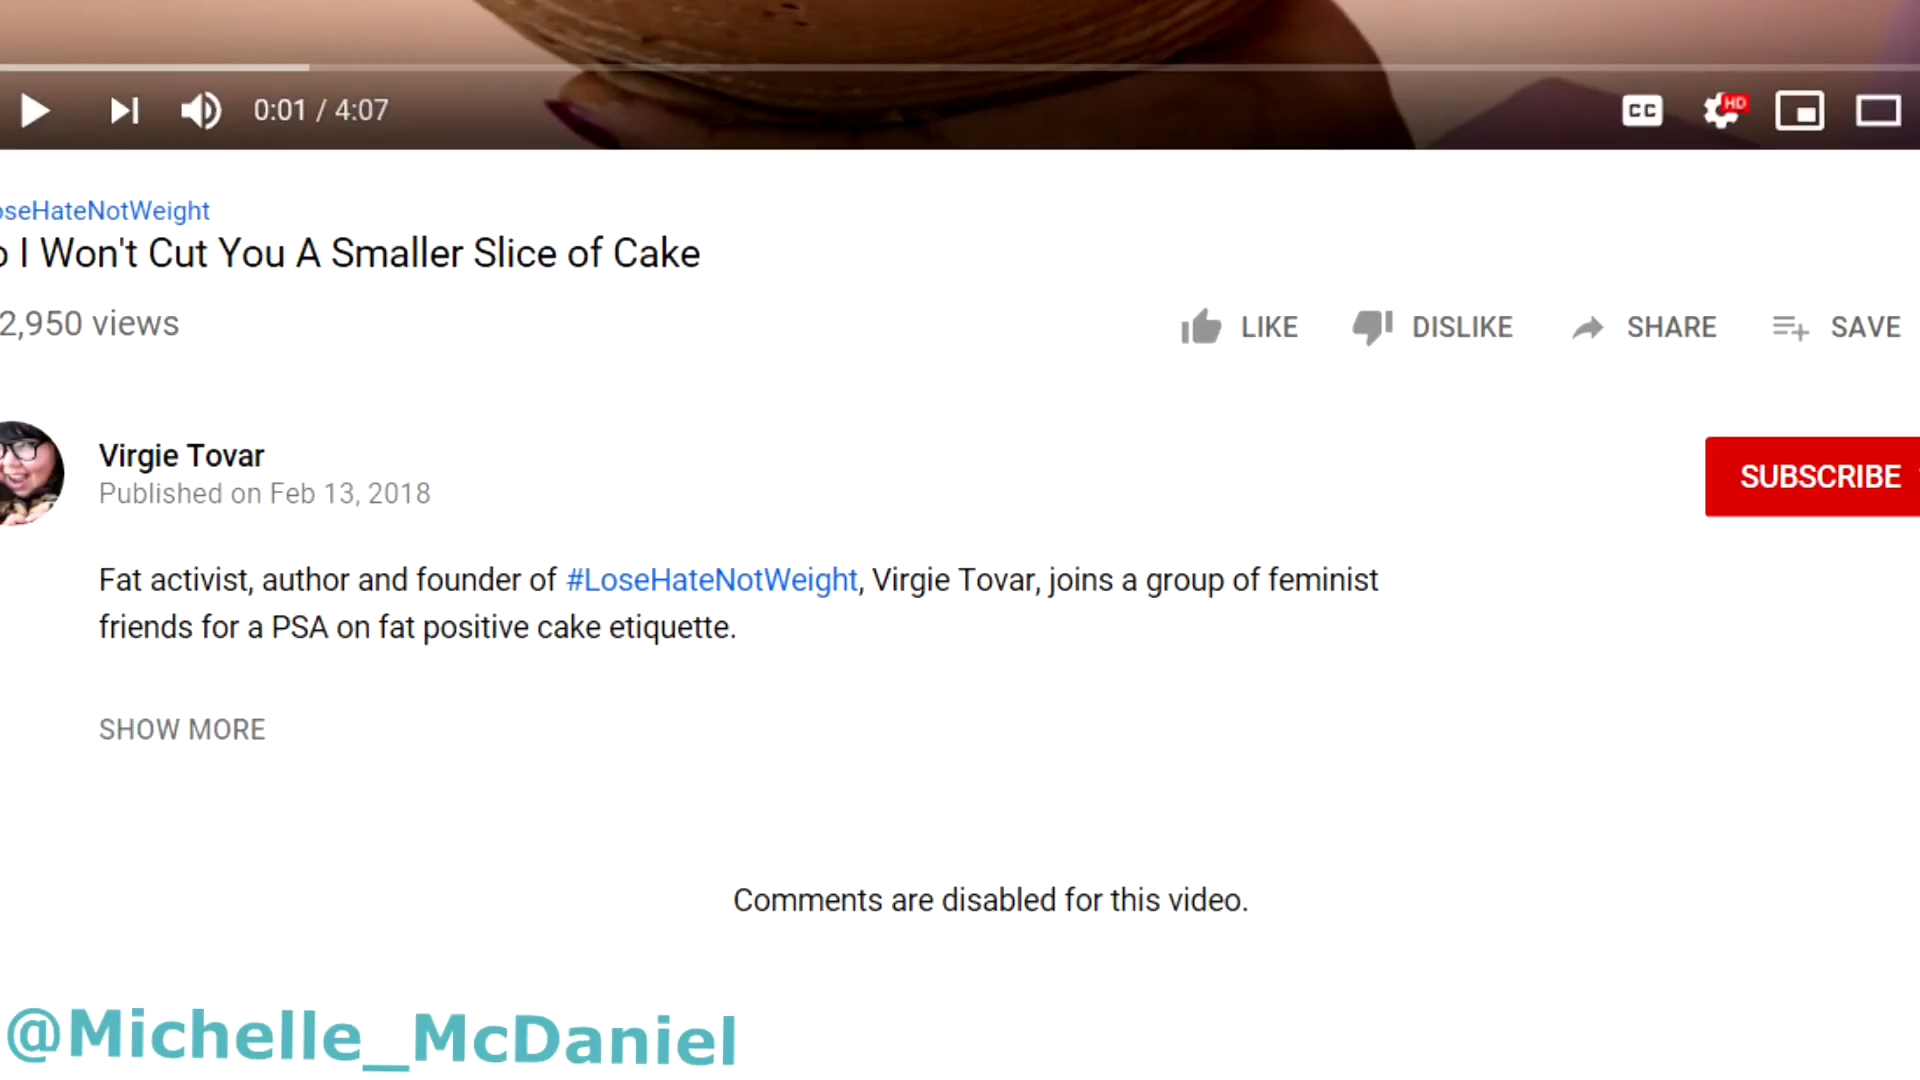 0:01 / 4:07
CC
HD
oseHateNotWeight
o I Won't Cut You A Smaller Slice of Cake
2,950 views
LIKE
DISLIKE
SHARE
SAVE
Virgie Tovar
Published on Feb 13, 2018
SUBSCRIBE
Fat activist, author and founder of #LoseHateNotWeight, Virgie Tovar, joins a group of feminist
friends for a PSA on fat positive cake etiquette.
SHOW MORE
Comments are disabled for this video.
@Michelle_McDaniel